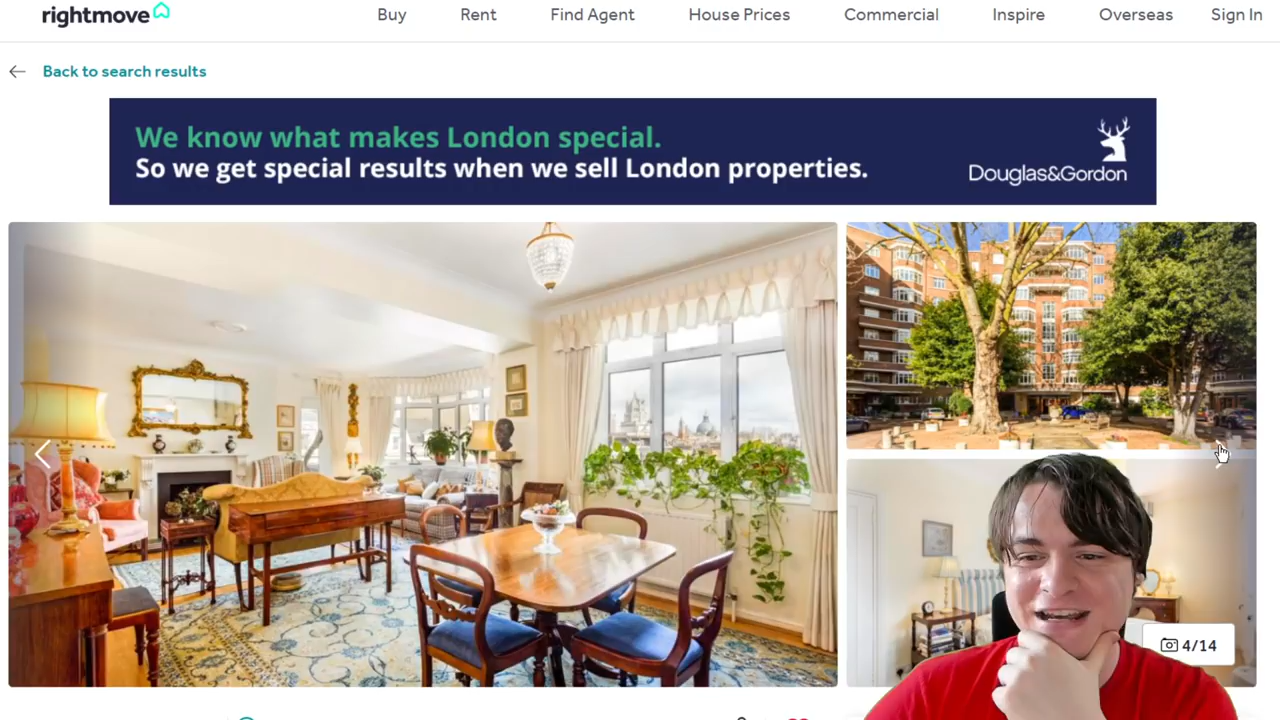 rightmove
Buy Rent Find Agent House Prices Commercial Inspire Overseas Sign In
Back to search results
We know what makes London special.
So we get special results when we sell London properties.
Douglas&Gordon
4/14